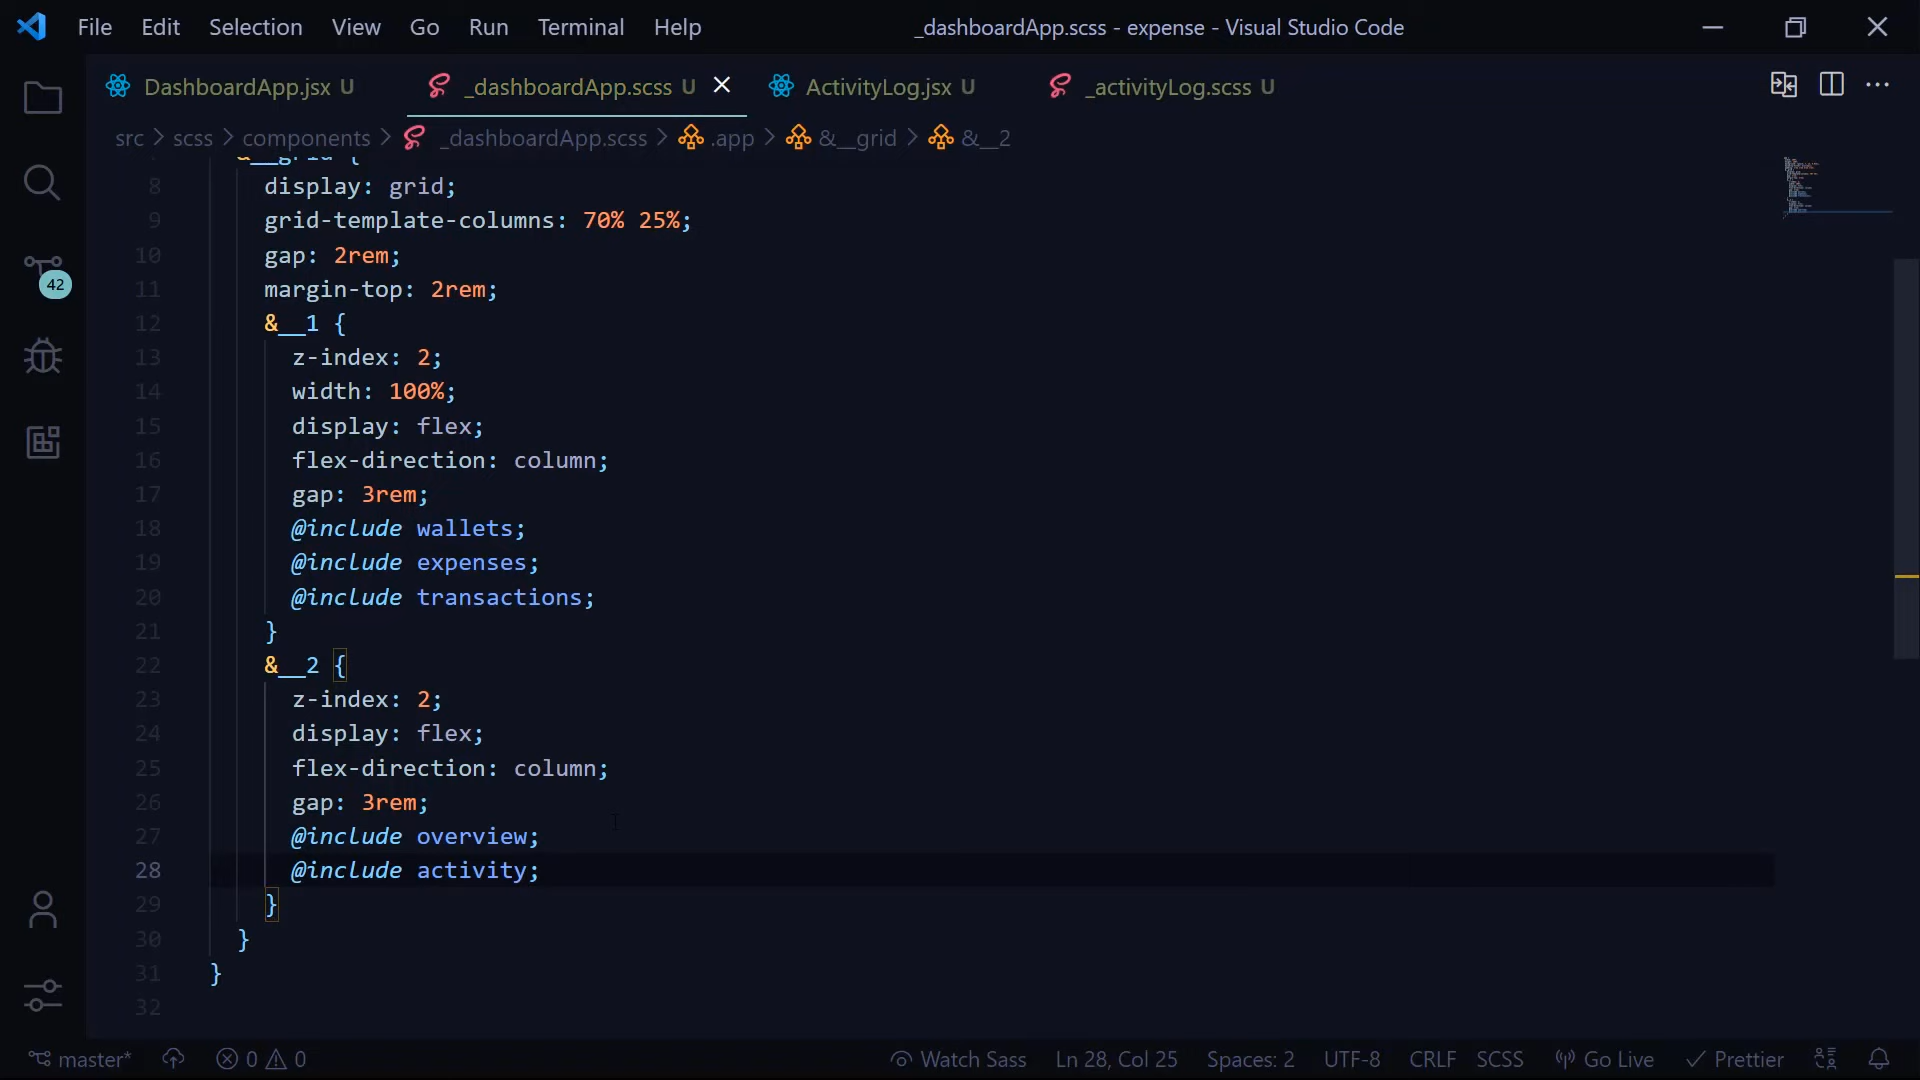 File Edit Selection View Go Run Terminal Help _dashboardApp.scss - expense - Visual Studio Code
DashboardApp.jsx U _dashboardApp.scss U ActivityLog.jsx U _activityLog.scss U
src > scss > components > _dashboardApp.scss > .app > &__grid > &__2
&__grid {
8 display: grid;
9 grid-template-columns: 70% 25%;
10 gap: 2rem;
11 margin-top: 2rem;
12 &__1 {
13 z-index: 2;
14 width: 100%;
15 display: flex;
16 flex-direction: column;
17 gap: 3rem;
18 @include wallets;
19 @include expenses;
20 @include transactions;
21 }
22 &__2 {
23 z-index: 2;
24 display: flex;
25 flex-direction: column;
26 gap: 3rem;
27 @include overview;
28 @include activity;
29 }
30 }
31 }
32
42
master* 0 0 Watch Sass Ln 28, Col 25 Spaces: 2 UTF-8 CRLF SCSS Go Live Prettier